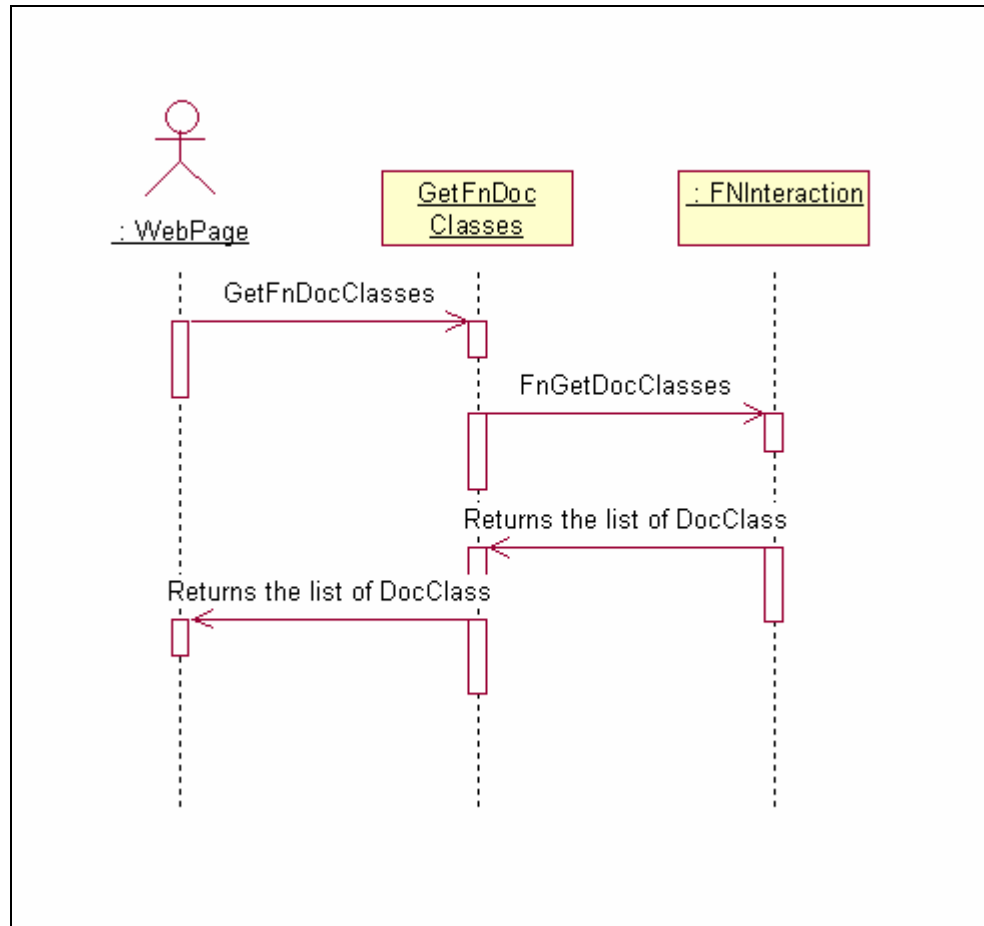 : WebPage
GetFnDoc
Classes
: FNInteraction
GetFnDocClasses
FnGetDocClasses
Returns the list of DocClass
Returns the list of DocClass